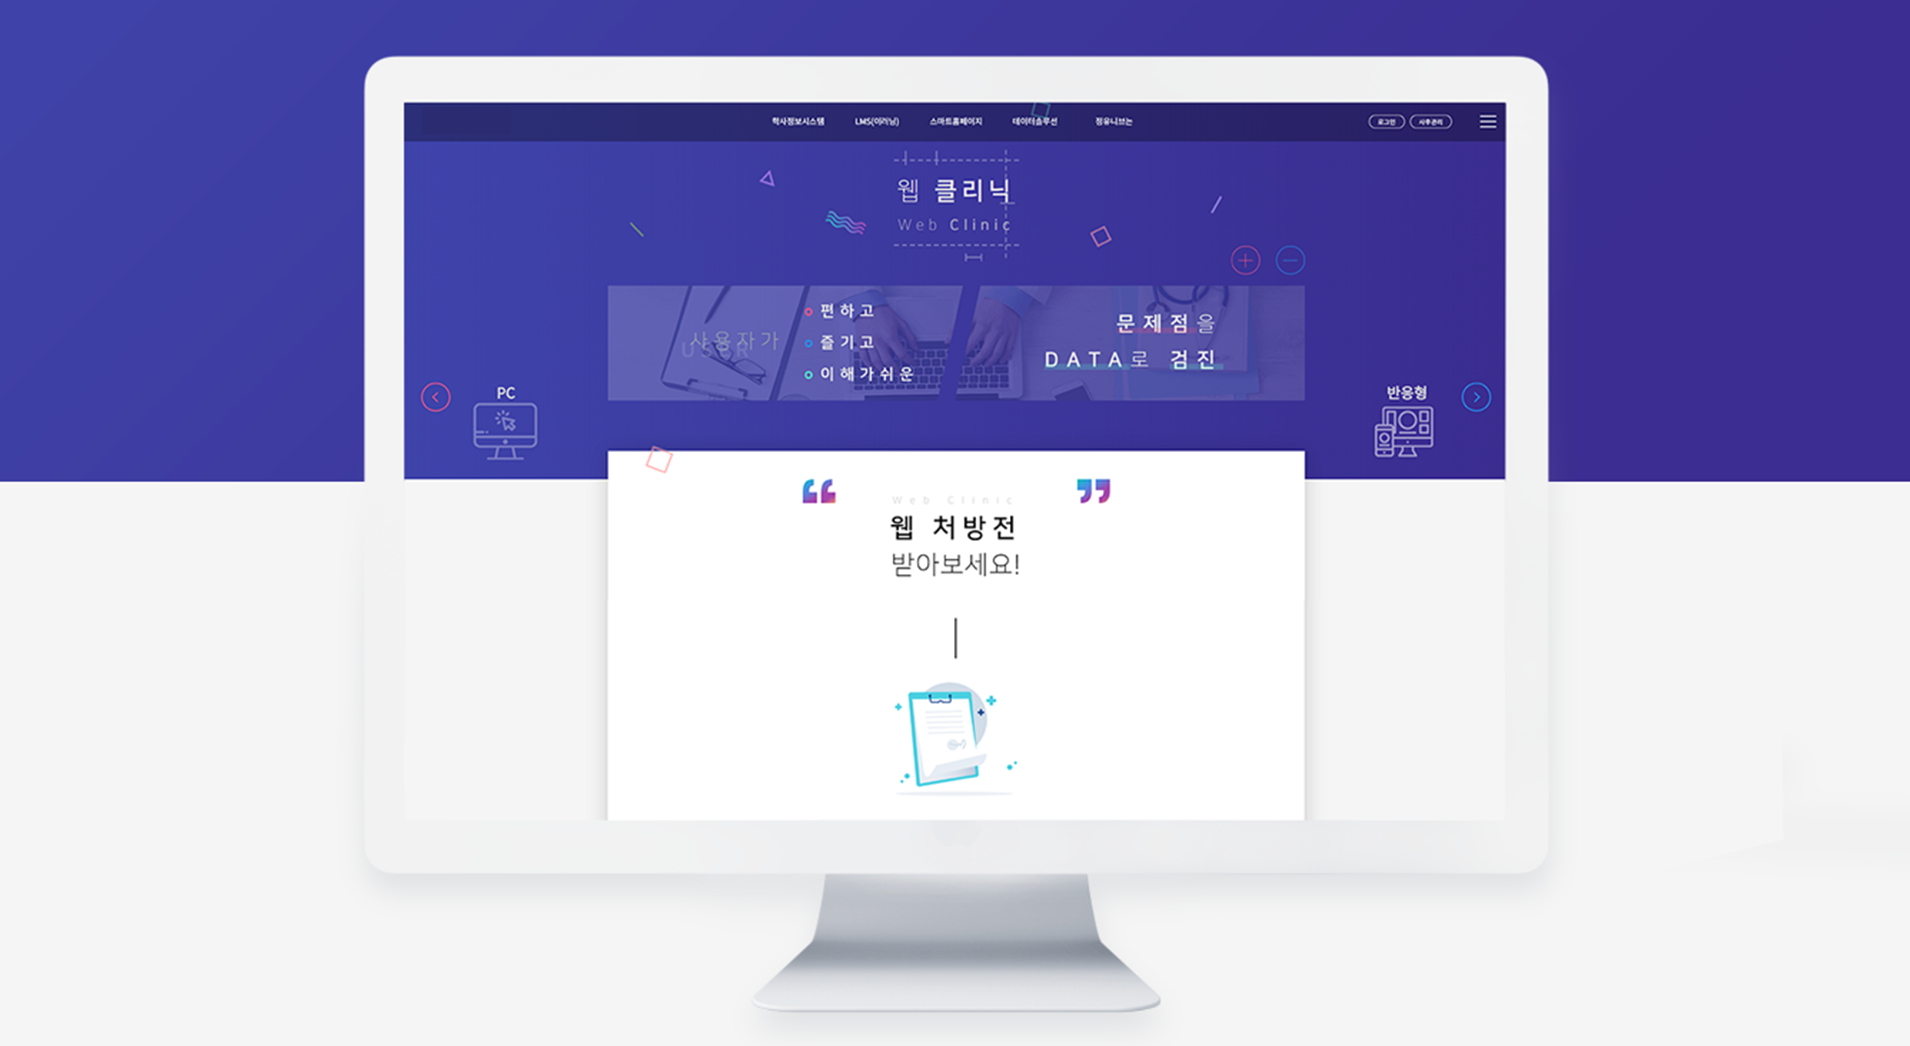 학사정보시스템 LMS(이러닝) 스마트홈페이지 데이터솔루션 점유니브는 로그인 사후관리
웹 클리닉
Web Clinic
사용자가
USER
편하고
즐기고
이해가쉬운
문제점을
DATA로 검진
PC
반응형
“ ”
Web Clinic
웹 처방전
받아보세요!